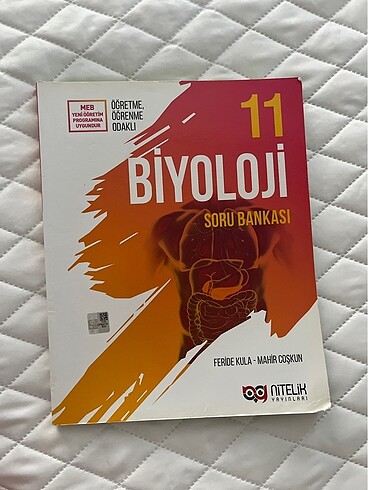 MEB
YENİ ÖĞRETİM
PROGRAMINA
UYGUNDUR
ÖĞRETME,
ÖĞRENME
ODAKLI
11
BİYOLOJİ
SORU BANKASI
FERİDE KULA - MAHİR COŞKUN
NİTELİK
YAYINLARI